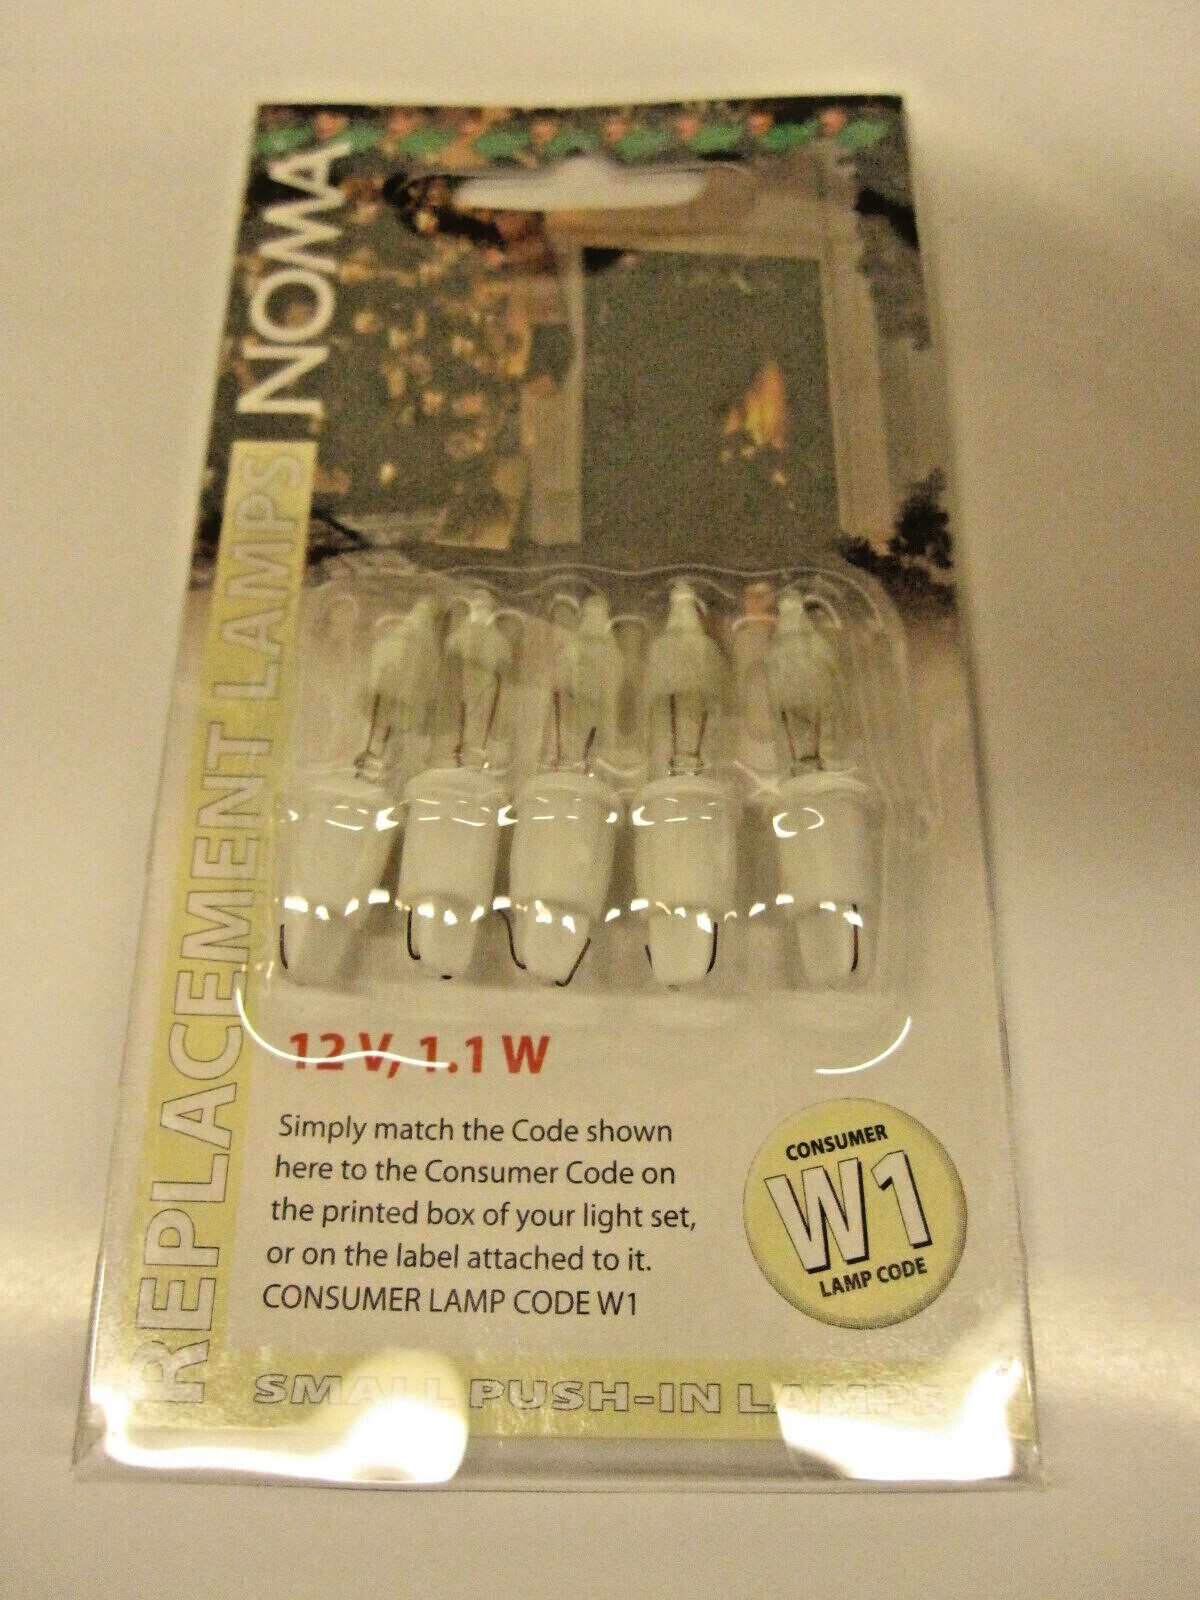 NOMA
REPLACEMENT LAMPS
12 V, 1.1 W
Simply match the Code shown
here to the Consumer Code on
the printed box of your light set,
or on the label attached to it.
CONSUMER LAMP CODE W1
CONSUMER
W1
LAMP CODE
SMALL PUSH-IN LAMPS